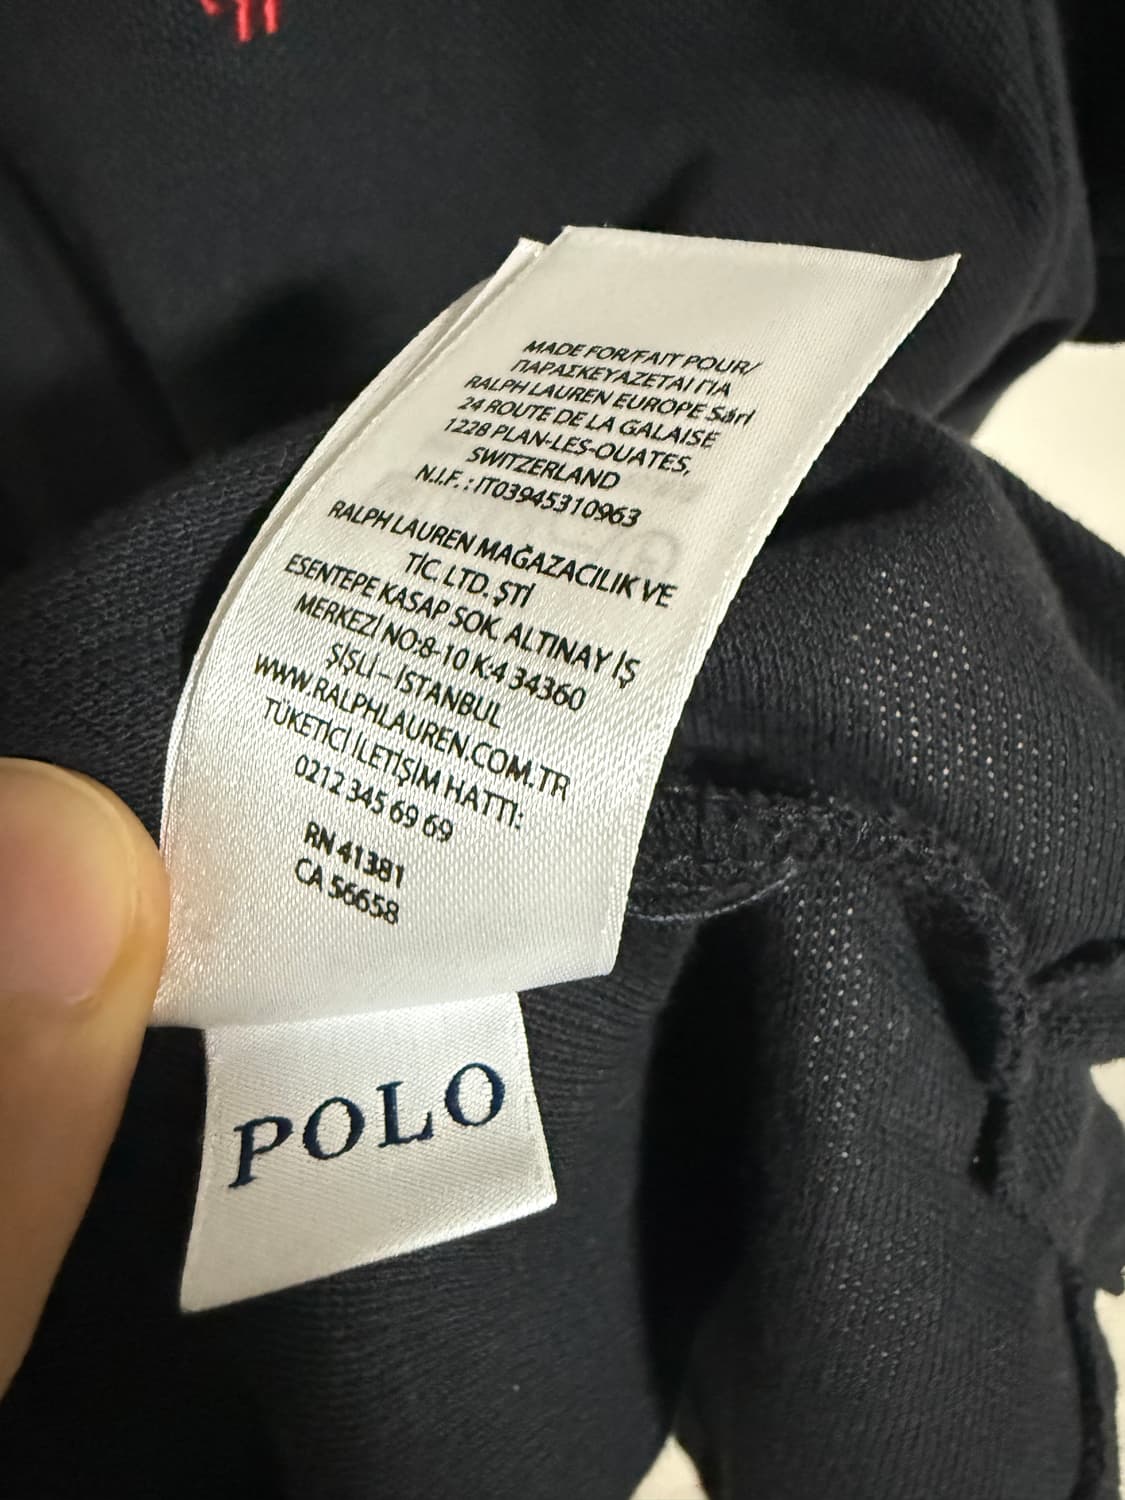 MADE FOR/FAIT POUR/
ΠΑΡΑΣΚΕΥΑΖΕΤΑΙ ΓΙΑ
RALPH LAUREN EUROPE Sárl
24 ROUTE DE LA GALAISE
1228 PLAN-LES-OUATES,
SWITZERLAND
N.I.F. : IT03945310963
RALPH LAUREN MAĞAZACILIK VE
TİC. LTD. ŞTİ
ESENTEPE KASAP SOK. ALTINAY İŞ
MERKEZİ NO:8-10 K:4 34360
ŞİŞLİ – İSTANBUL
WWW.RALPHLAUREN.COM.TR
TÜKETİCİ İLETİŞİM HATTI:
0212 345 69 69
RN 41381
CA 56658
POLO